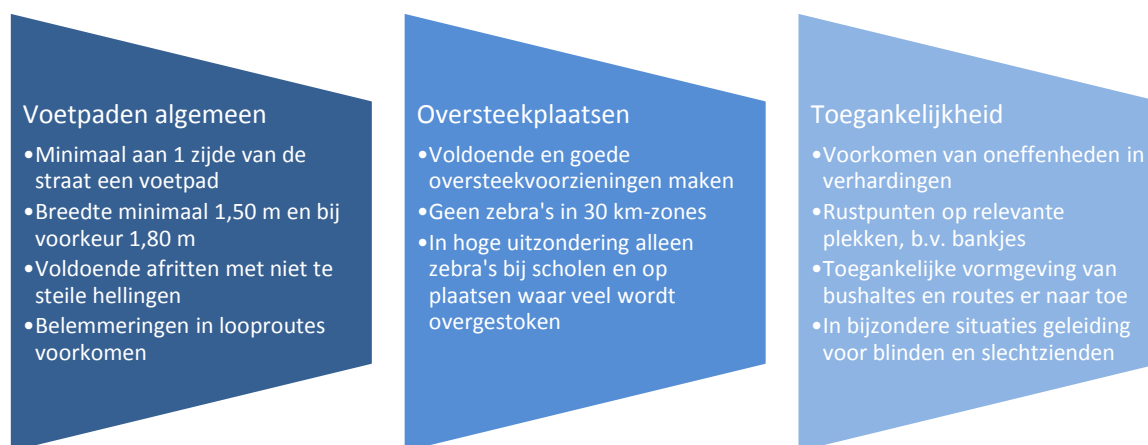 Voetpaden algemeen
•Minimaal aan 1 zijde van de
straat een voetpad
•Breedte minimaal 1,50 m en bij
voorkeur 1,80 m
•Voldoende afritten met niet te
steile hellingen
•Belemmeringen in looproutes
voorkomen
Oversteekplaatsen
•Voldoende en goede
oversteekvoorzieningen maken
•Geen zebra's in 30 km-zones
•In hoge uitzondering alleen
zebra's bij scholen en op
plaatsen waar veel wordt
overgestoken
Toegankelijkheid
•Voorkomen van oneffenheden in
verhardingen
•Rustpunten op relevante
plekken, b.v. bankjes
•Toegankelijke vormgeving van
bushaltes en routes er naar toe
•In bijzondere situaties geleiding
voor blinden en slechtzienden